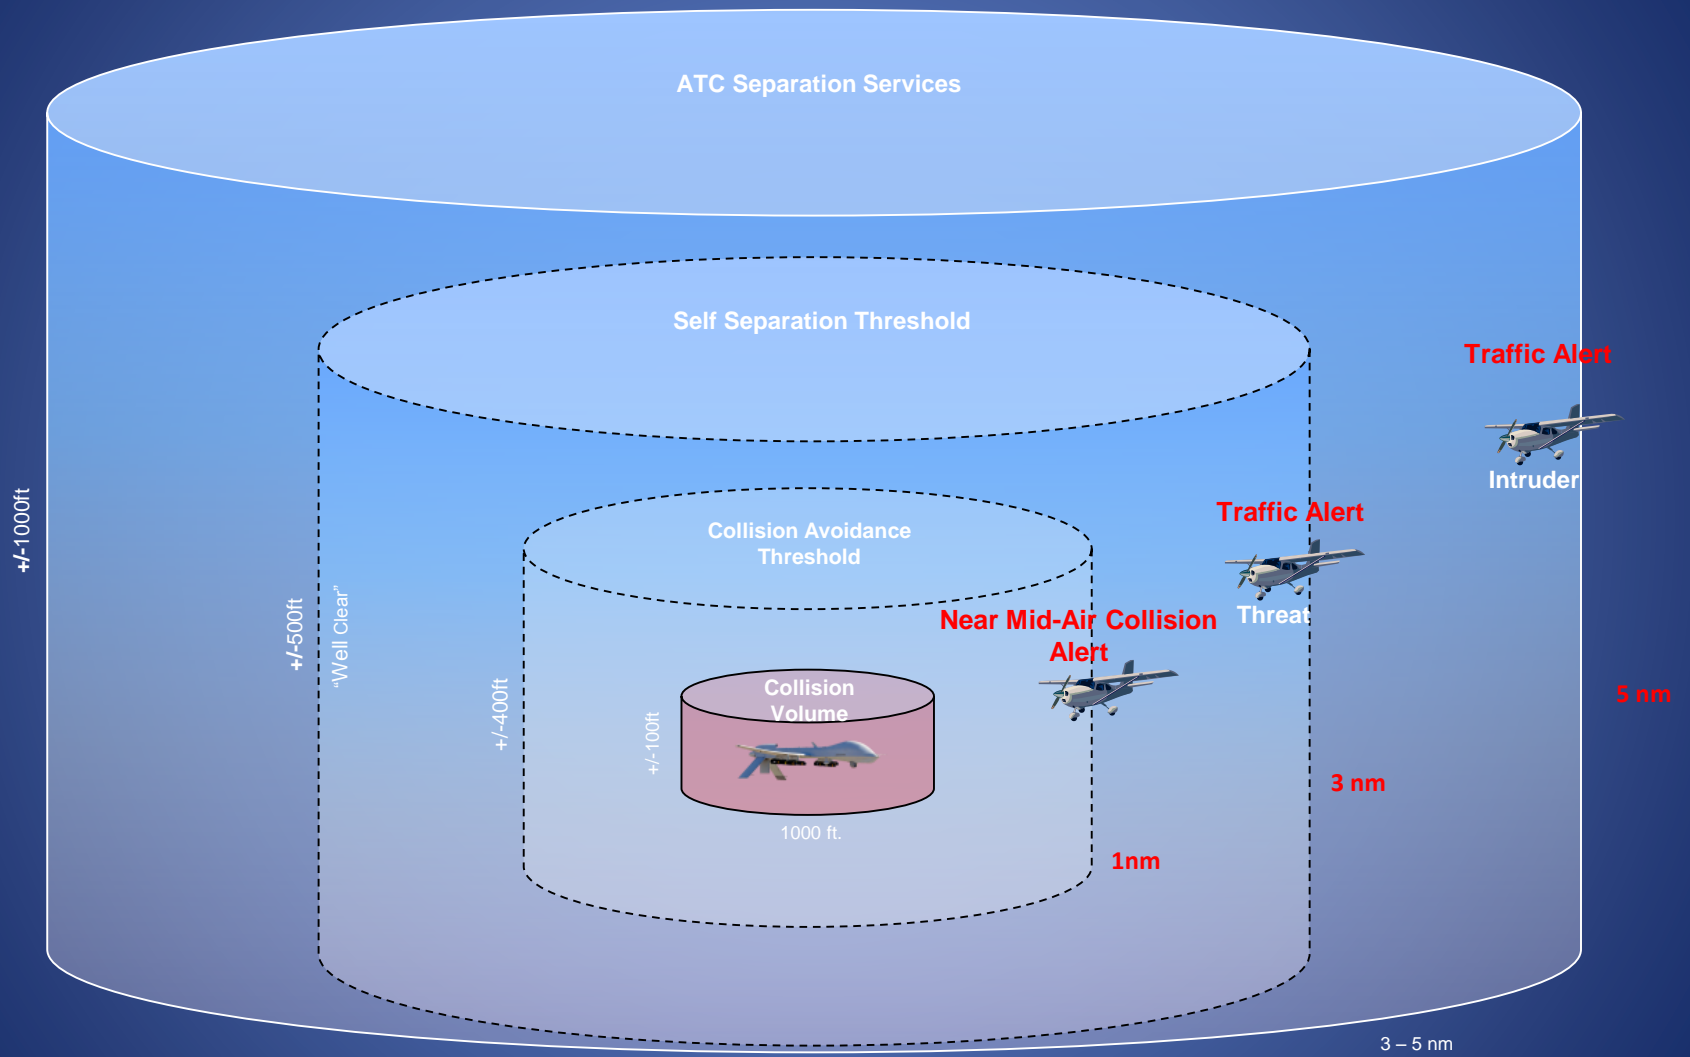 ATC Separation Services
Self Separation Threshold
Traffic Alert
Intruder
+/-1000ft
Traffic Alert
Threat
Collision Avoidance
Threshold
+/-500ft
"Well Clear"
Near Mid-Air Collision
Alert
+/-400ft
Collision
Volume
+/-100ft
1000 ft.
5 nm
3 nm
1nm
3 – 5 nm